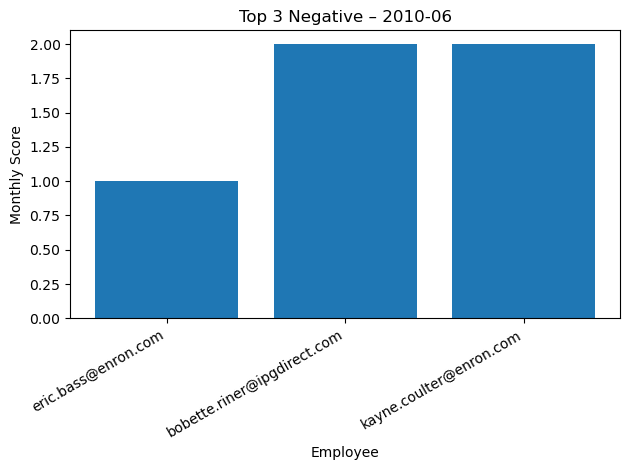 Top 3 Negative – 2010-06
Monthly Score
2.00
1.75
1.50
1.25
1.00
0.75
0.50
0.25
0.00
eric.bass@enron.com
bobette.riner@ipgdirect.com
kayne.coulter@enron.com
Employee